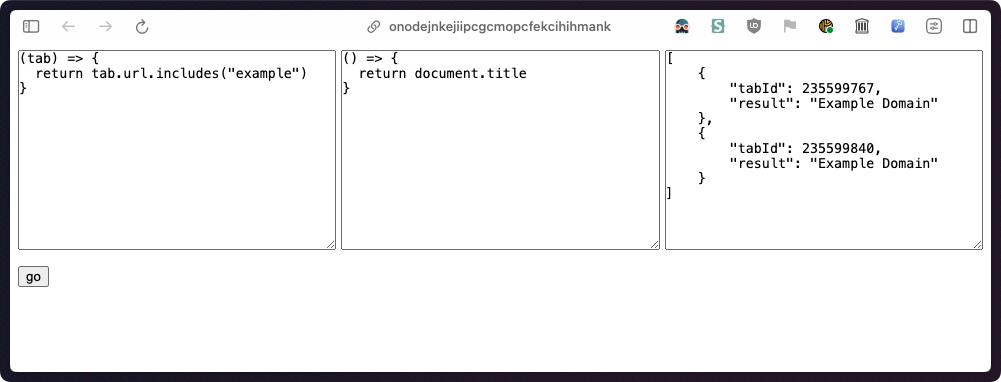 onodejnkejiipcgcmopcfekcihihmank
(tab) => {
  return tab.url.includes("example")
}
() => {
  return document.title
}
[
    {
        "tabId": 235599767,
        "result": "Example Domain"
    },
    {
        "tabId": 235599840,
        "result": "Example Domain"
    }
]
go